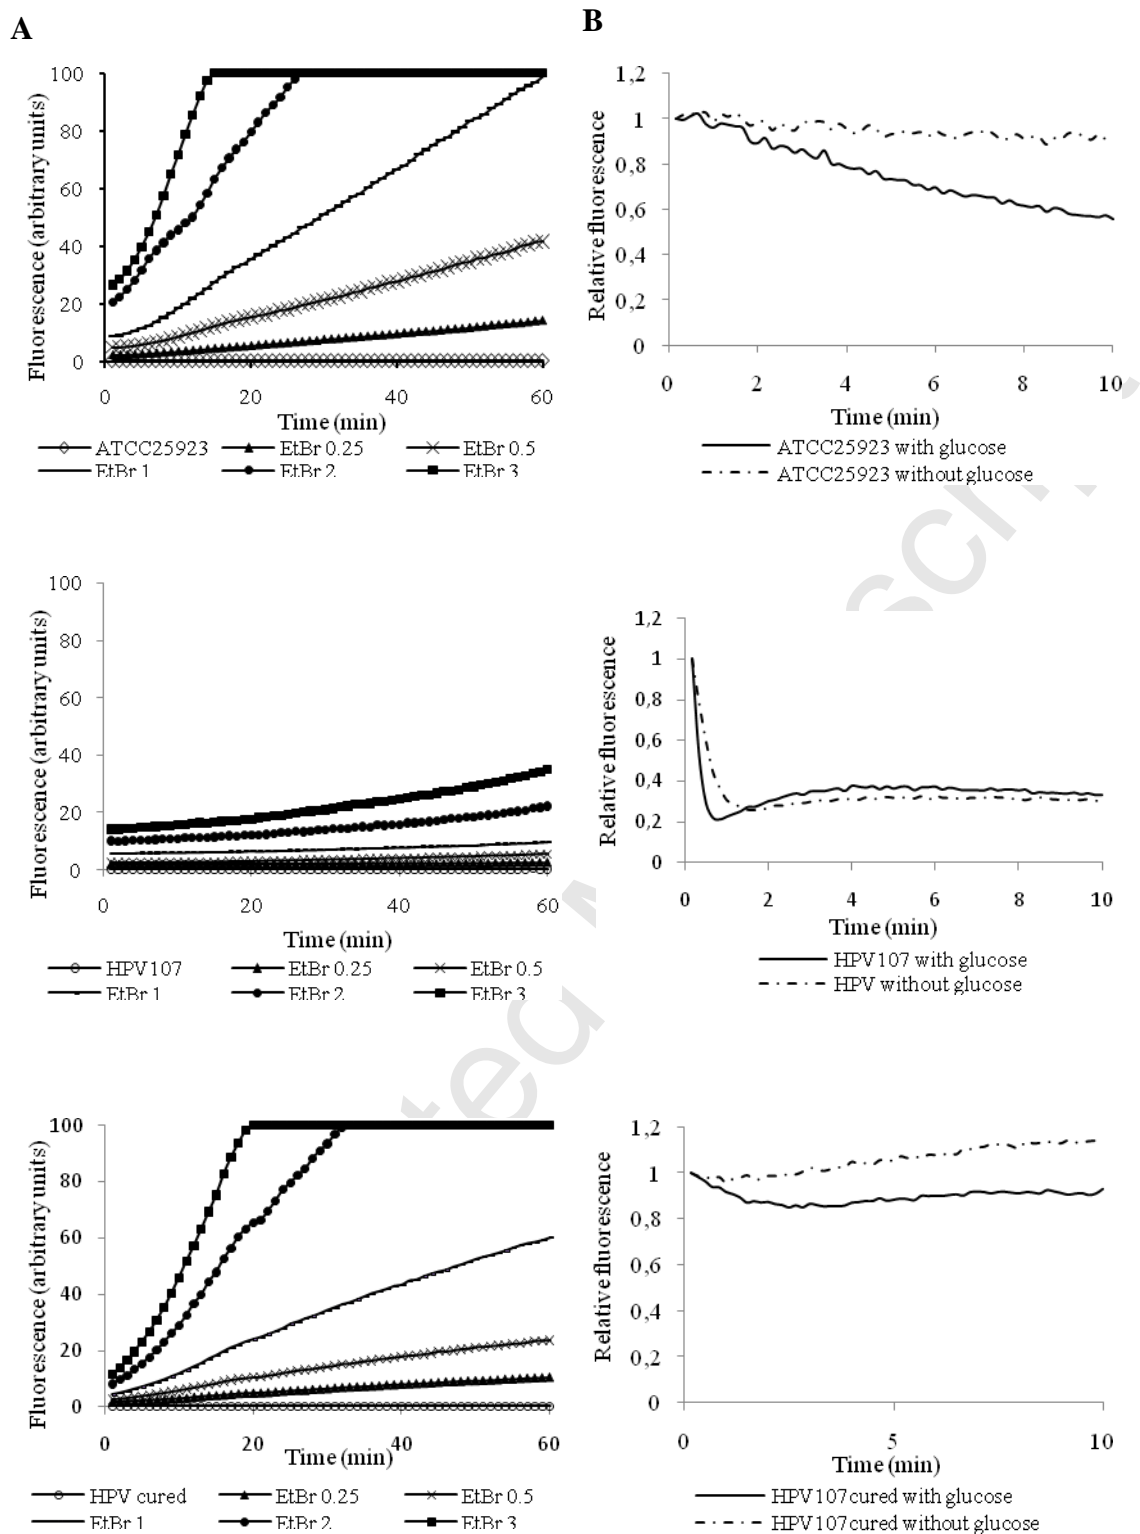 A
B
Fluorescence (arbitrary units)
100
80
60
40
20
0
0 20 40 60
Time (min)
ATCC25923 EtBr 0.25 EtBr 0.5
EtBr 1 EtBr 2 EtBr 3
Relative fluorescence
1,2
1
0,8
0,6
0,4
0,2
0
0 2 4 6 8 10
Time (min)
ATCC25923 with glucose
ATCC25923 without glucose
Fluorescence (arbitrary units)
100
80
60
40
20
0
0 20 40 60
Time (min)
HPV107 EtBr 0.25 EtBr 0.5
EtBr 1 EtBr 2 EtBr 3
Relative fluorescence
1,2
1
0,8
0,6
0,4
0,2
0
0 2 4 6 8 10
Time (min)
HPV107 with glucose
HPV without glucose
Fluorescence (arbitrary units)
100
80
60
40
20
0
0 20 40 60
Time (min)
HPV cured EtBr 0.25 EtBr 0.5
EtBr 1 EtBr 2 EtBr 3
Relative fluorescence
1,2
1
0,8
0,6
0,4
0,2
0
0 5 10
Time (min)
HPV107cured with glucose
HPV107cured without glucose